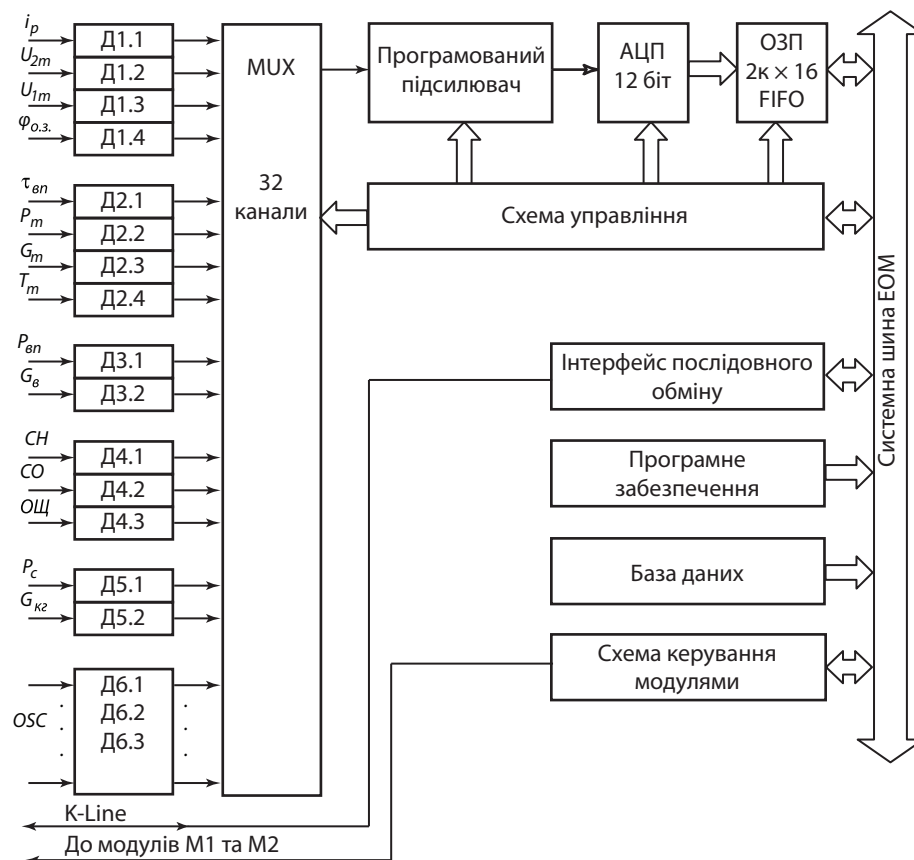 i_p
U_2m
U_1m
φ_о.з.
Д1.1
Д1.2
Д1.3
Д1.4
τ_вп
P_m
G_m
T_m
Д2.1
Д2.2
Д2.3
Д2.4
P_вп
G_в
Д3.1
Д3.2
СН
СО
ОЩ
Д4.1
Д4.2
Д4.3
P_c
G_кг
Д5.1
Д5.2
OSC
Д6.1
Д6.2
Д6.3
MUX
32
канали
Програмований
підсилювач
АЦП
12 біт
ОЗП
2к × 16
FIFO
Схема управління
Інтерфейс послідовного
обміну
Програмне
забезпечення
База даних
Схема керування
модулями
Системна шина ЕОМ
K-Line
До модулів М1 та М2